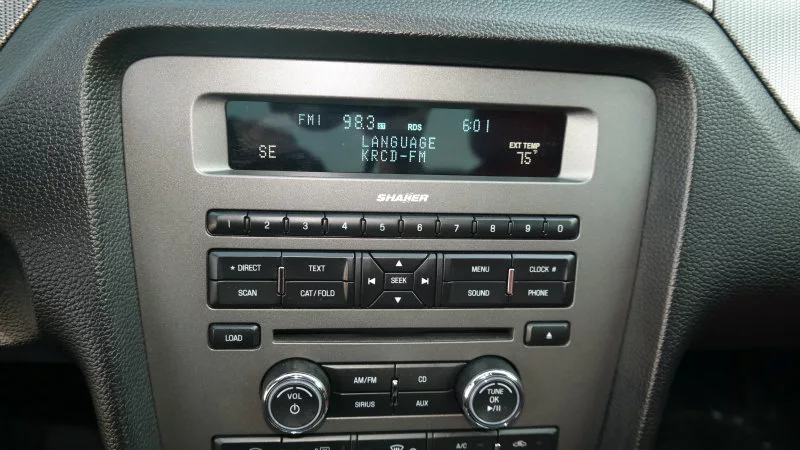 FM1 98.3 RDS 6:01
LANGUAGE
SE KRCD-FM EXT TEMP 75°F
SHAKER
1 2 3 4 5 6 7 8 9 0
* DIRECT TEXT SEEK MENU CLOCK #
SCAN CAT/FOLD SOUND PHONE
LOAD
AM/FM CD
VOL SIRIUS AUX TUNE OK
A/C